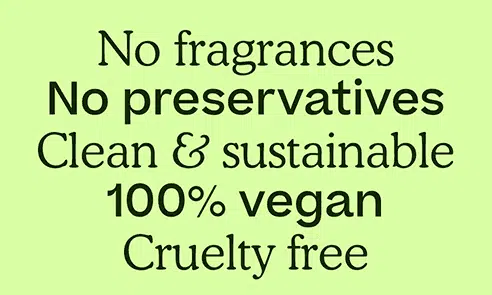 No fragrances
No preservatives
Clean & sustainable
100% vegan
Cruelty free